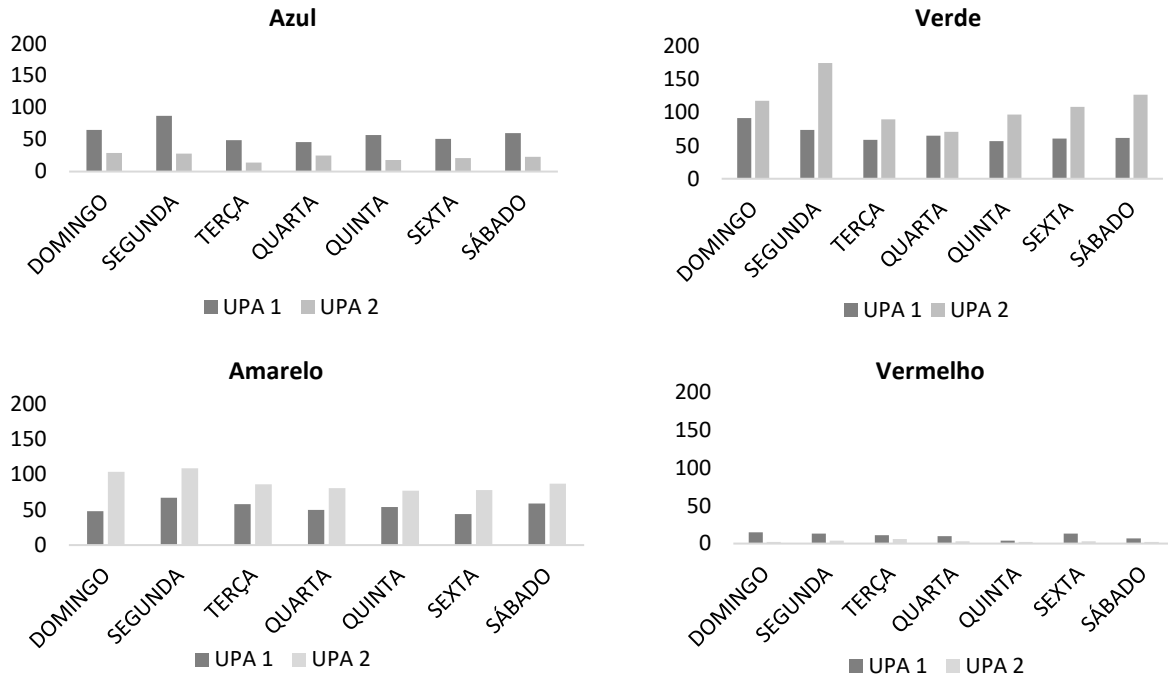 Azul
200
150
100
50
0
DOMINGO
SEGUNDA
TERÇA
QUARTA
QUINTA
SEXTA
SÁBADO
UPA 1 UPA 2
Verde
200
150
100
50
0
DOMINGO
SEGUNDA
TERÇA
QUARTA
QUINTA
SEXTA
SÁBADO
UPA 1 UPA 2
Amarelo
200
150
100
50
0
DOMINGO
SEGUNDA
TERÇA
QUARTA
QUINTA
SEXTA
SÁBADO
UPA 1 UPA 2
Vermelho
200
150
100
50
0
DOMINGO
SEGUNDA
TERÇA
QUARTA
QUINTA
SEXTA
SÁBADO
UPA 1 UPA 2